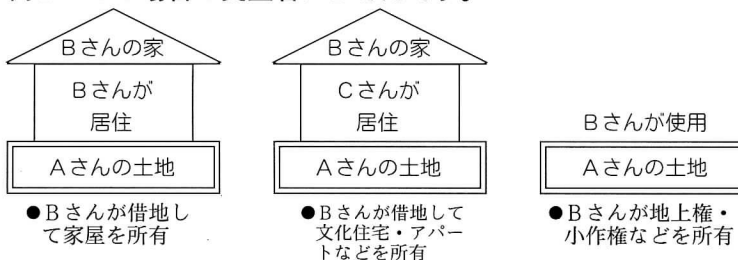 Bさんの家
Bさんが
居住
Aさんの土地
●Bさんが借地し
て家屋を所有
Bさんの家
Cさんが
居住
Aさんの土地
●Bさんが借地して
文化住宅・アパー
トなどを所有
Bさんが使用
Aさんの土地
●Bさんが地上権・
小作権などを所有